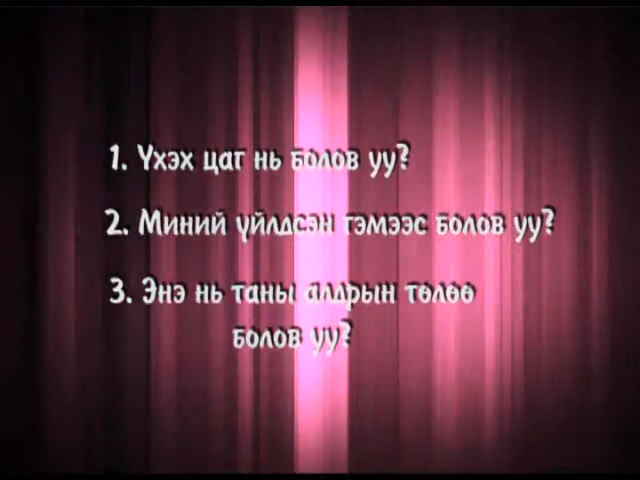 1. Үхэх цаг нь болов уу?
2. Миний үйлдсэн гэмээс болов уу?
3. Энэ нь таны алдрын төлөө
болов уу?